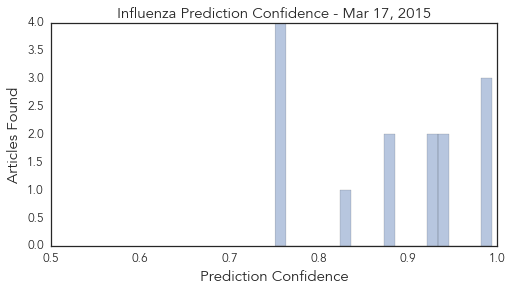 Influenza Prediction Confidence - Mar 17, 2015
4.0
3.5
3.0
2.5
2.0
1.5
1.0
0.5
0.0
Articles Found
0.5 0.6 0.7 0.8 0.9 1.0
Prediction Confidence